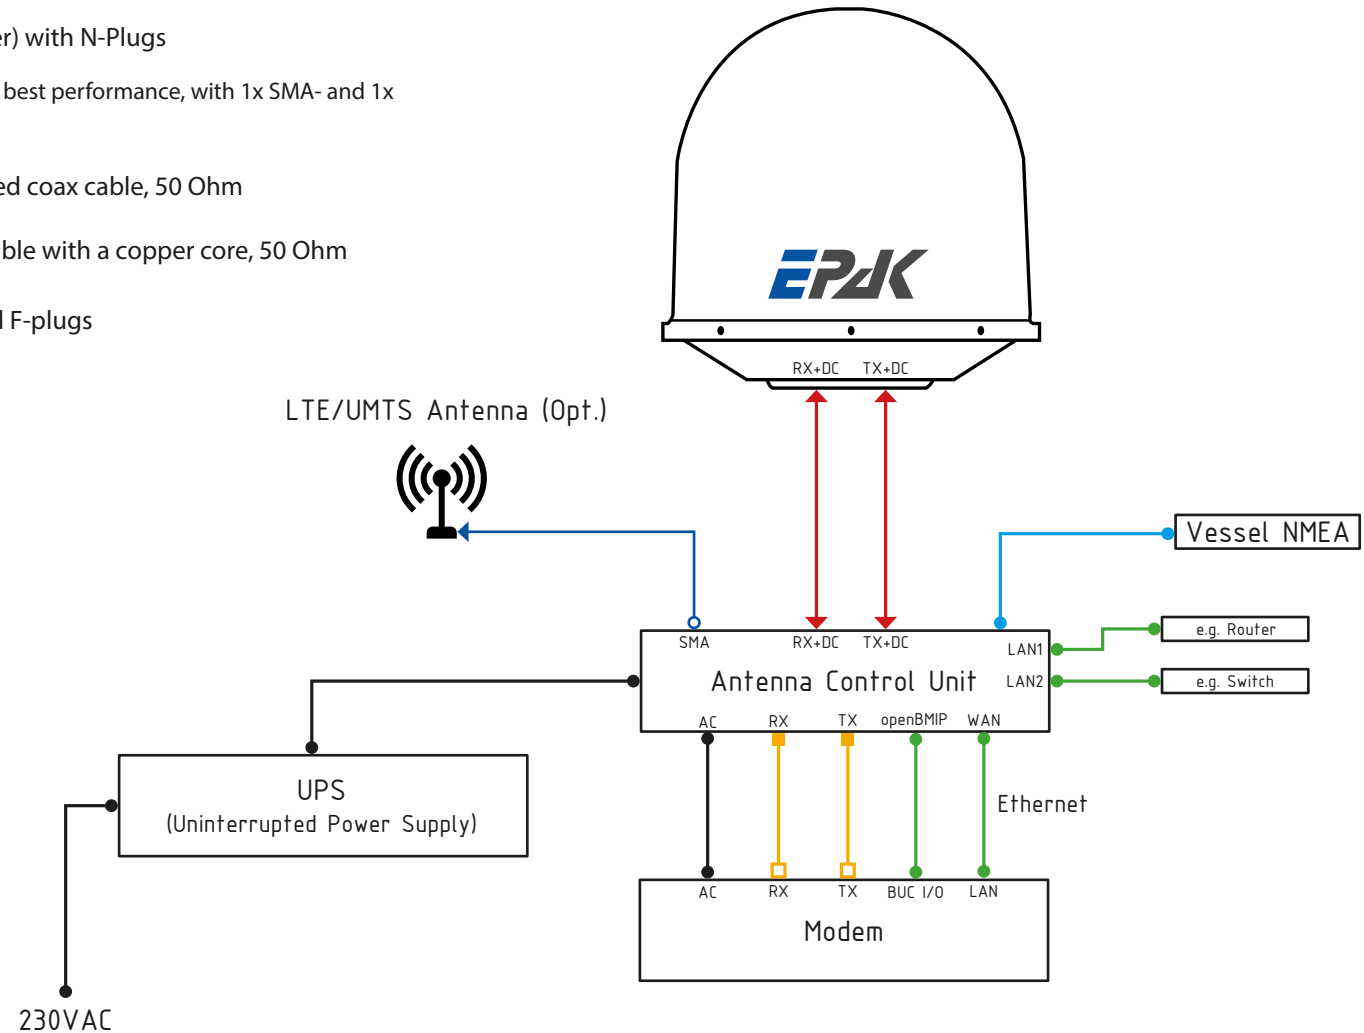 er) with N-Plugs
best performance, with 1x SMA- and 1x
ed coax cable, 50 Ohm
ble with a copper core, 50 Ohm
d F-plugs
EPAK
RX+DC TX+DC
LTE/UMTS Antenna (Opt.)
Vessel NMEA
SMA RX+DC TX+DC
LAN1
e.g. Router
Antenna Control Unit
LAN2
e.g. Switch
AC RX TX openBMIP WAN
UPS
(Uninterrupted Power Supply)
Ethernet
AC RX TX BUC I/O LAN
Modem
230VAC